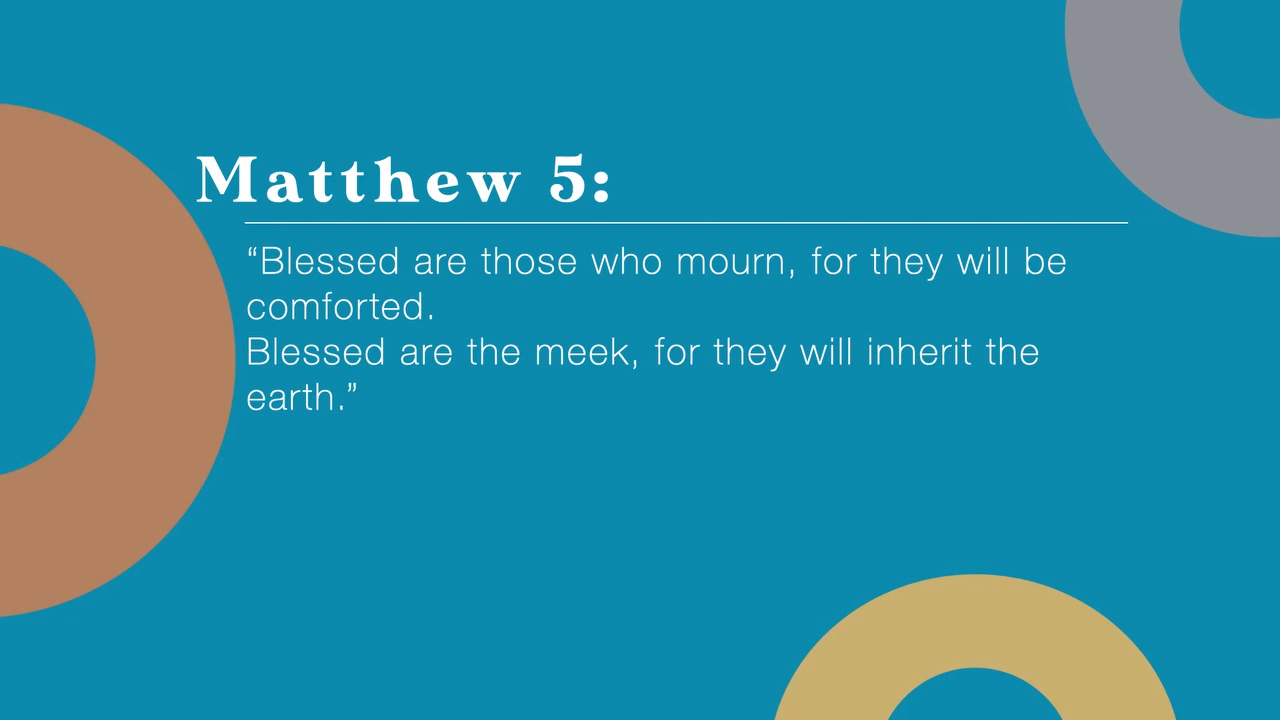 Matthew 5:
“Blessed are those who mourn, for they will be
comforted.
Blessed are the meek, for they will inherit the
earth.”